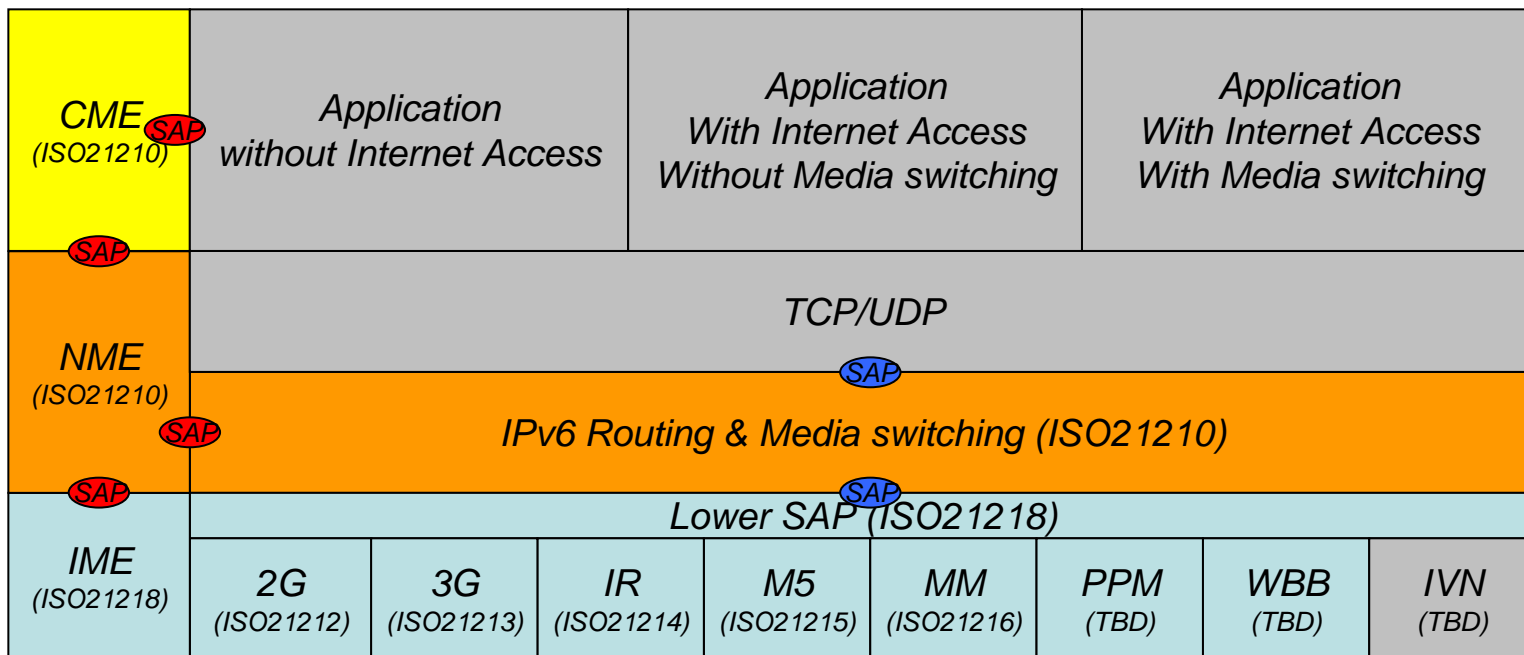 CME
(ISO21210)
SAP
Application
without Internet Access
Application
With Internet Access
Without Media switching
Application
With Internet Access
With Media switching
SAP
NME
(ISO21210)
TCP/UDP
SAP
SAP
IPv6 Routing & Media switching (ISO21210)
SAP
SAP
Lower SAP (ISO21218)
IME
(ISO21218)
2G
(ISO21212)
3G
(ISO21213)
IR
(ISO21214)
M5
(ISO21215)
MM
(ISO21216)
PPM
(TBD)
WBB
(TBD)
IVN
(TBD)